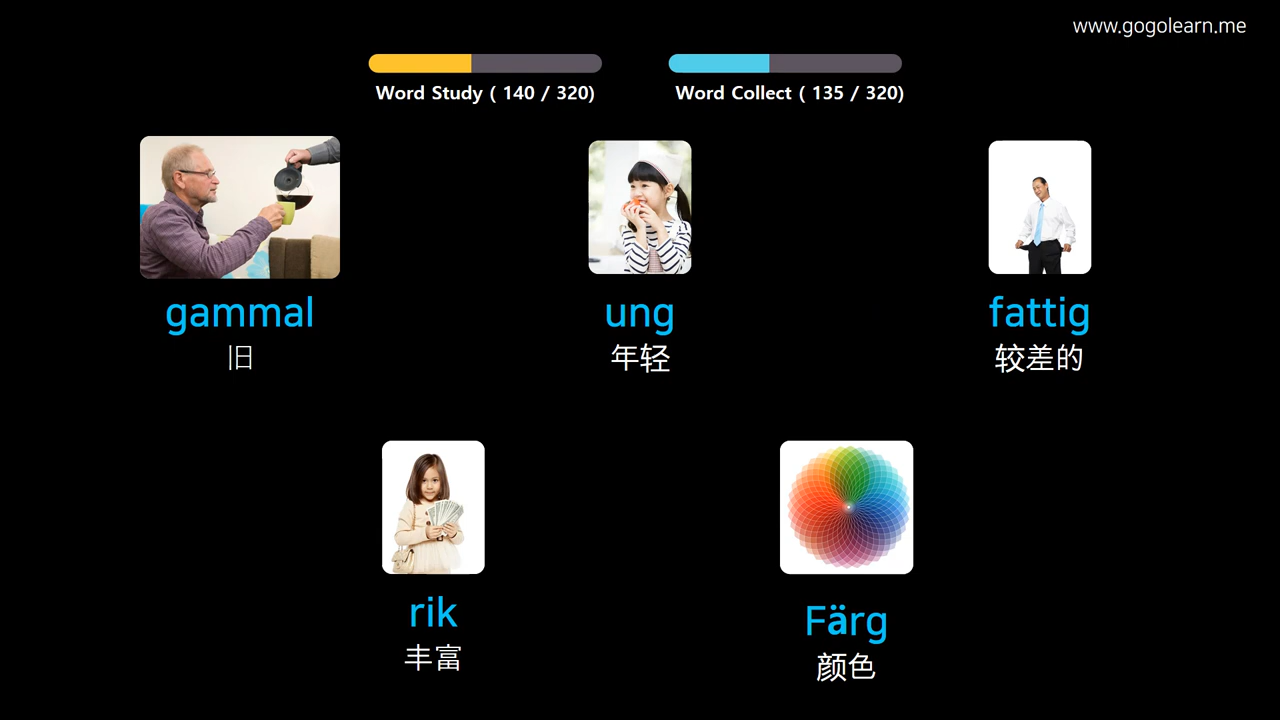 www.gogolearn.me
Word Study ( 140 / 320)
Word Collect ( 135 / 320)
gammal
旧
ung
年轻
fattig
较差的
rik
丰富
Färg
颜色